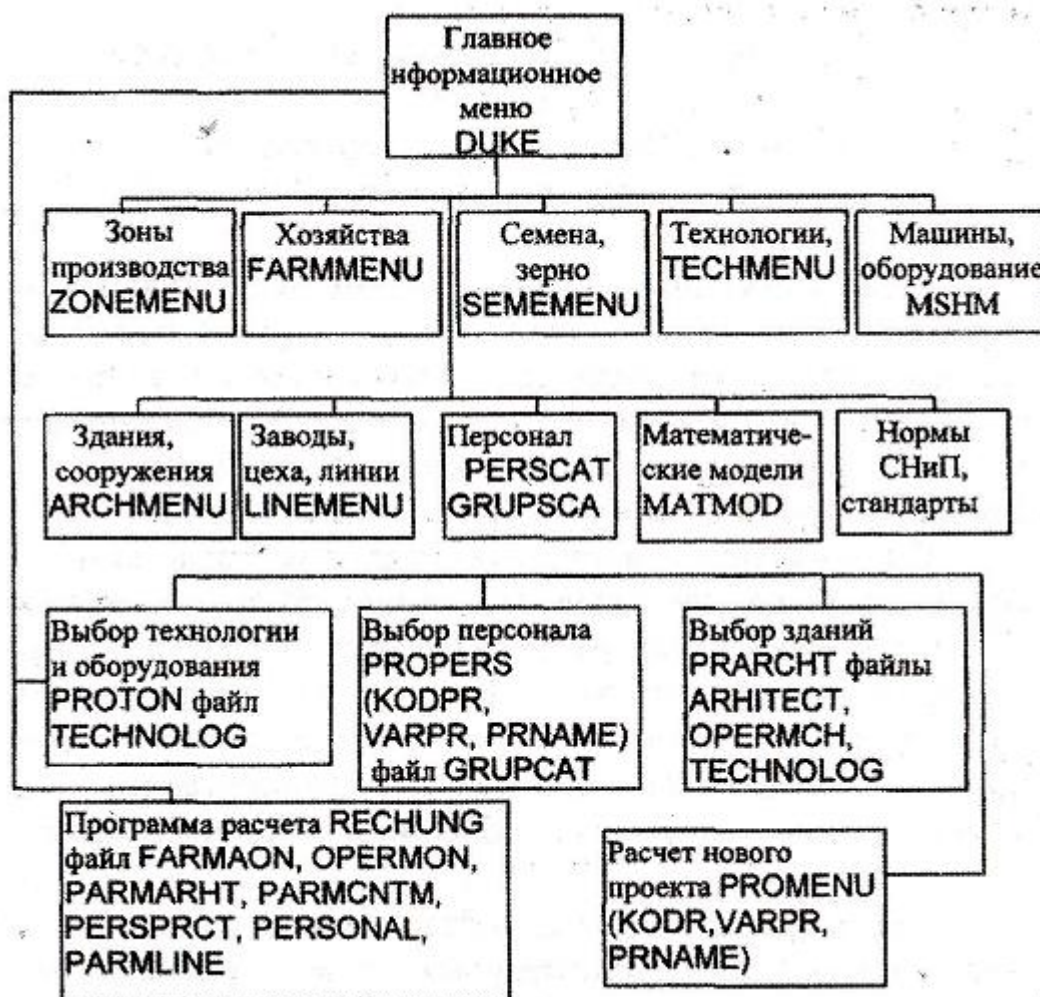 Главное
нформационное
меню
DUKE
Зоны
производства
ZONEMENU
Хозяйства
FARMMENU
Семена,
зерно
SEMEMENU
Технологии,
TECHMENU
Машины,
оборудование
MSHM
Здания,
сооружения
ARCHMENU
Заводы,
цеха, линии
LINEMENU
Персонал
PERSCAT
GRUPSCA
Математиче-
ские модели
MATMOD
Нормы
СНиП,
стандарты
Выбор технологии
и оборудования
PROTON файл
TECHNOLOG
Выбор персонала
PROPERS
(KODPR,
VARPR, PRNAME)
файл GRUPCAT
Выбор зданий
PRARCHT файлы
ARHITECT,
OPERMCH,
TECHNOLOG
Программа расчета RECHUNG
файл FARMAON, OPERMON,
PARMARHT, PARMCNTM,
PERSPRCT, PERSONAL,
PARMLINE
Расчет нового
проекта PROMENU
(KODR,VARPR,
PRNAME)